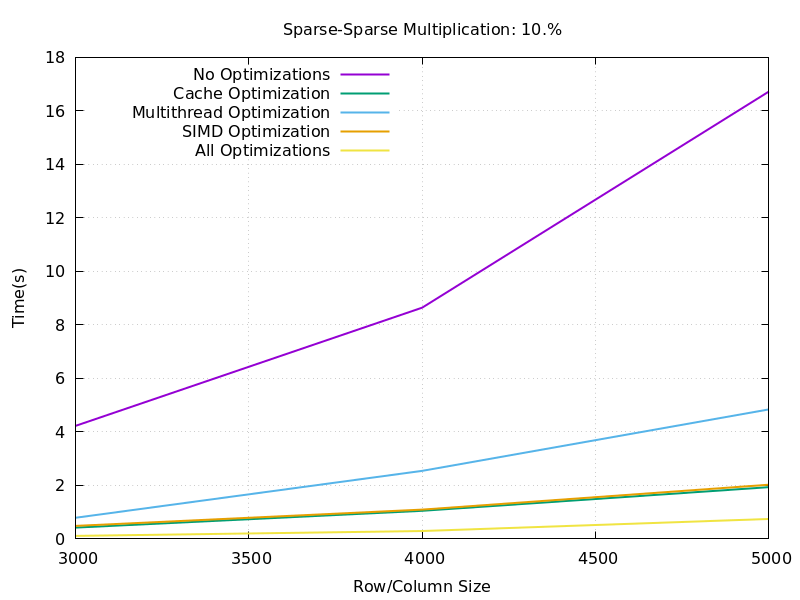 Sparse-Sparse Multiplication: 10.%
No Optimizations
Cache Optimization
Multithread Optimization
SIMD Optimization
All Optimizations
18
16
14
12
10
8
6
4
2
0
Time(s)
3000 3500 4000 4500 5000
Row/Column Size